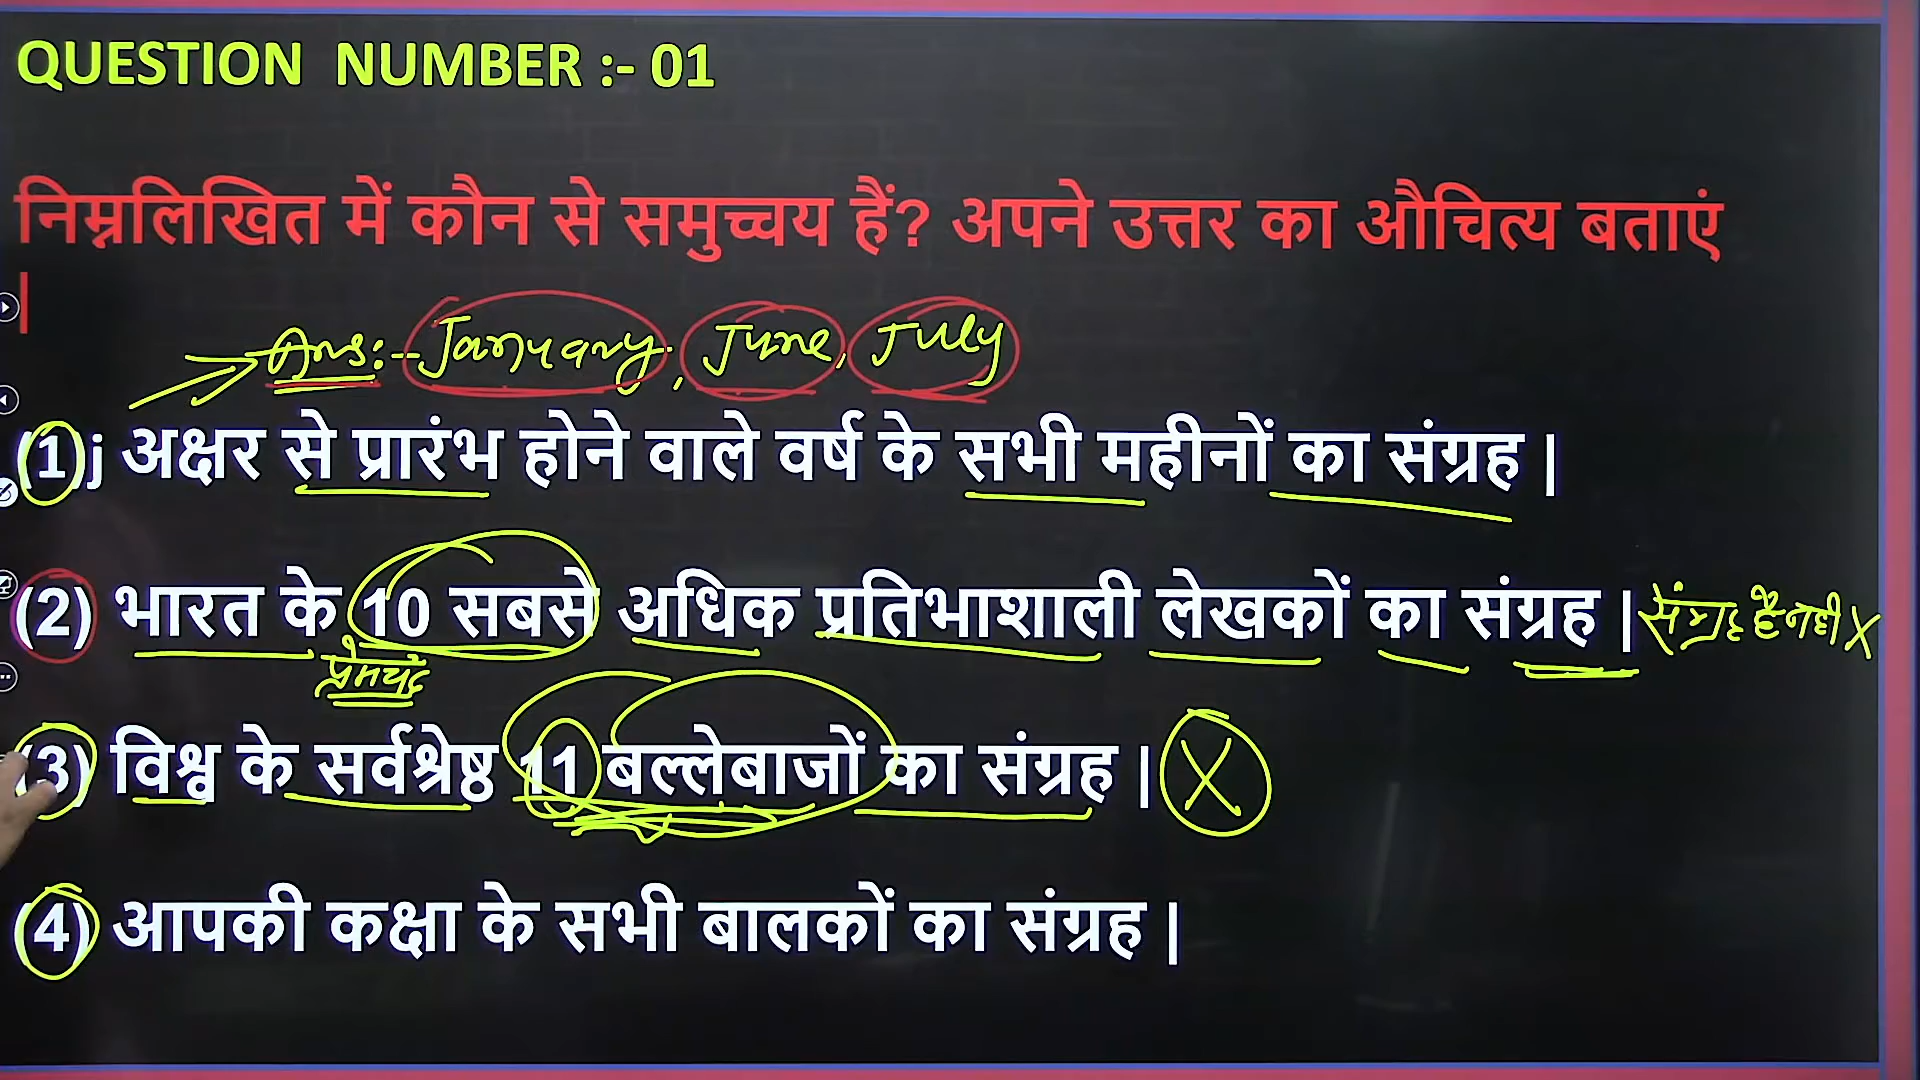 QUESTION NUMBER :- 01
निम्नलिखित में कौन से समुच्चय हैं? अपने उत्तर का औचित्य बताएं
|
Ans:- January, June, July
(1)j अक्षर से प्रारंभ होने वाले वर्ष के सभी महीनों का संग्रह |
(2) भारत के 10 सबसे अधिक प्रतिभाशाली लेखकों का संग्रह | संग्रह है नही X
प्रेमचंद
(3) विश्व के सर्वश्रेष्ठ 11 बल्लेबाजों का संग्रह | X
(4) आपकी कक्षा के सभी बालकों का संग्रह |